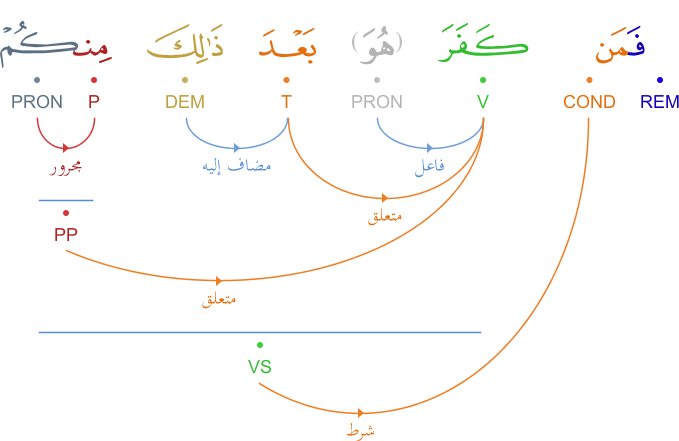 فَمَن كَفَرَ (هُوَ) بَعْدَ ذَٰلِكَ مِنكُمْ
REM COND V PRON T DEM P PRON
فاعل مضاف إليه مجرور
متعلق
PP
متعلق
VS
شرط